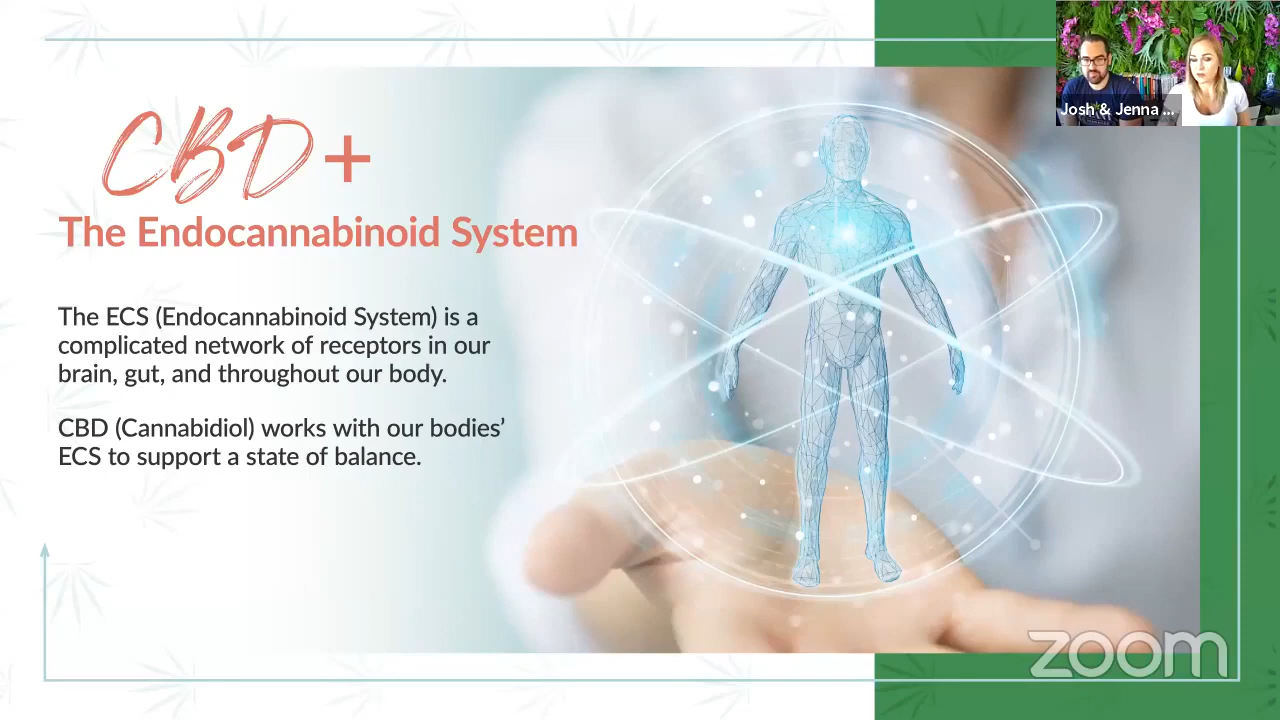 CBD+
The Endocannabinoid System
The ECS (Endocannabinoid System) is a
complicated network of receptors in our
brain, gut, and throughout our body.
CBD (Cannabidiol) works with our bodies’
ECS to support a state of balance.
Josh & Jenna ...
zoom